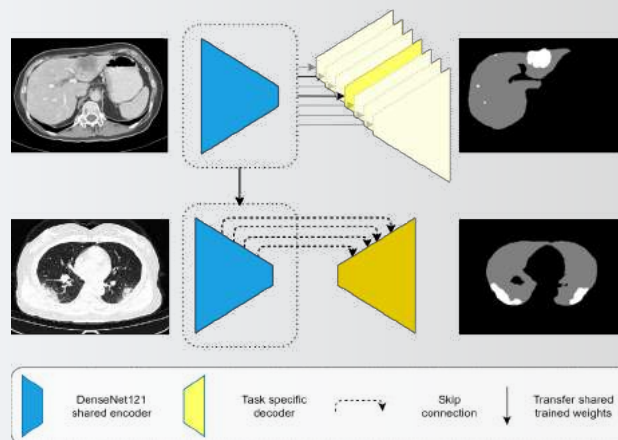 DenseNet121
shared encoder
Task specific
decoder
Skip
connection
Transfer shared
trained weights